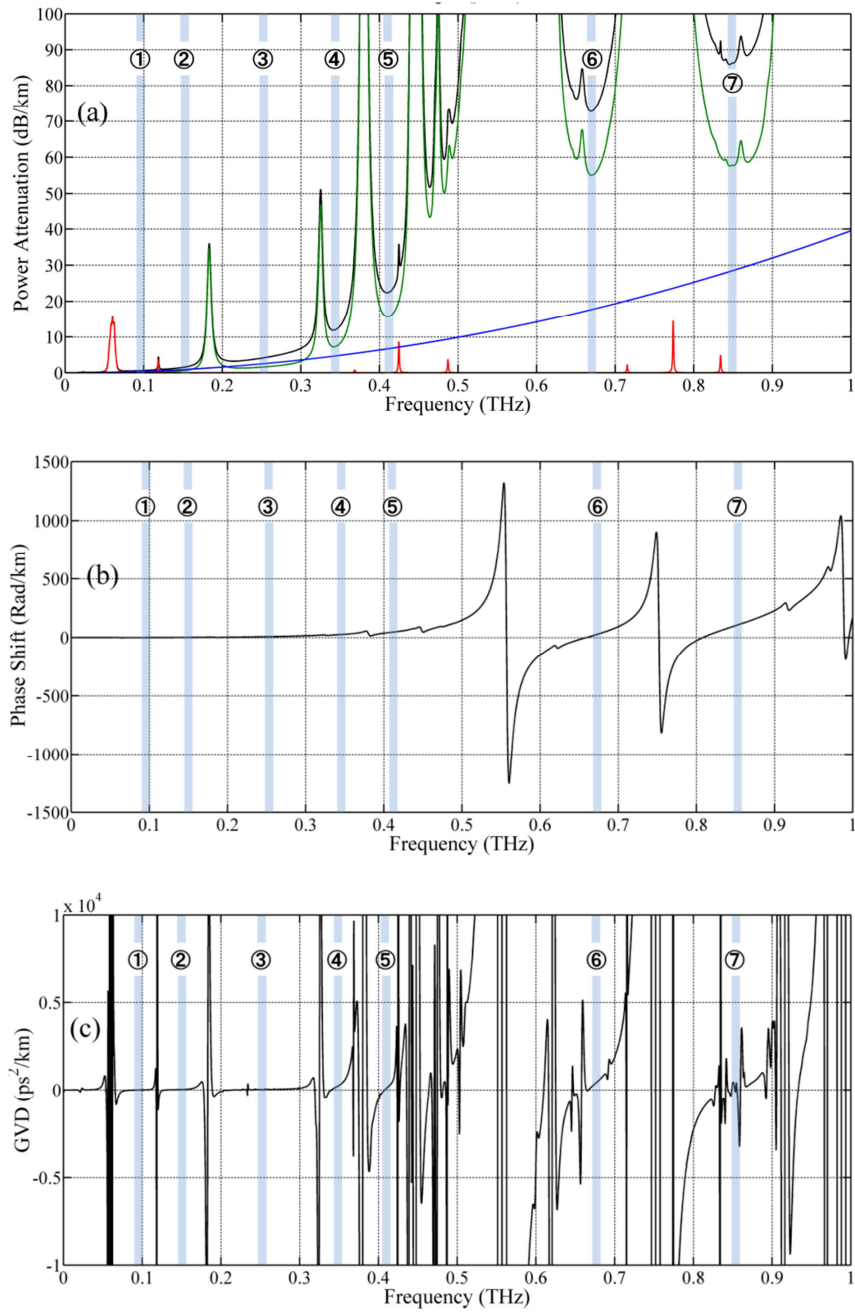 (a)
① ② ③ ④ ⑤ ⑥ ⑦
Power Attenuation (dB/km)
100
90
80
70
60
50
40
30
20
10
0
0 0.1 0.2 0.3 0.4 0.5 0.6 0.7 0.8 0.9 1
Frequency (THz)
(b)
① ② ③ ④ ⑤ ⑥ ⑦
Phase Shift (Rad/km)
1500
1000
500
0
-500
-1000
-1500
0 0.1 0.2 0.3 0.4 0.5 0.6 0.7 0.8 0.9 1
Frequency (THz)
x 10⁴
(c)
① ② ③ ④ ⑤ ⑥ ⑦
GVD (ps²/km)
1
0.5
0
-0.5
-1
0 0.1 0.2 0.3 0.4 0.5 0.6 0.7 0.8 0.9 1
Frequency (THz)